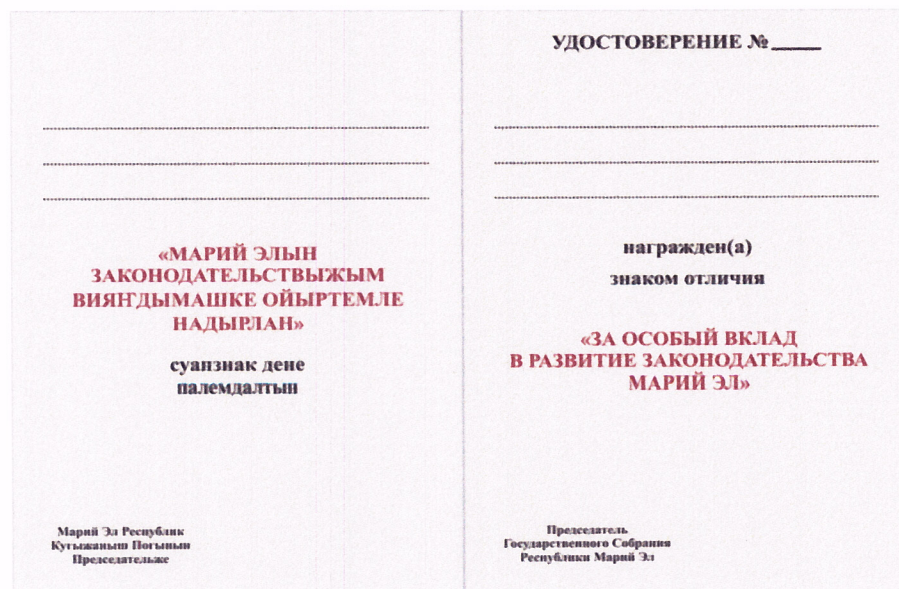 «МАРИЙ ЭЛЫН
ЗАКОНОДАТЕЛЬСТВЫЖЫМ
ВИЯҤДЫМАШКЕ ОЙЫРТЕМЛЕ
НАДЫРЛАН»
суапзнак дене
палемдалтын
Марий Эл Республик
Кугыжаныш Погынын
Председательже
УДОСТОВЕРЕНИЕ № _____
награжден(а)
знаком отличия
«ЗА ОСОБЫЙ ВКЛАД
В РАЗВИТИЕ ЗАКОНОДАТЕЛЬСТВА
МАРИЙ ЭЛ»
Председатель
Государственного Собрания
Республики Марий Эл